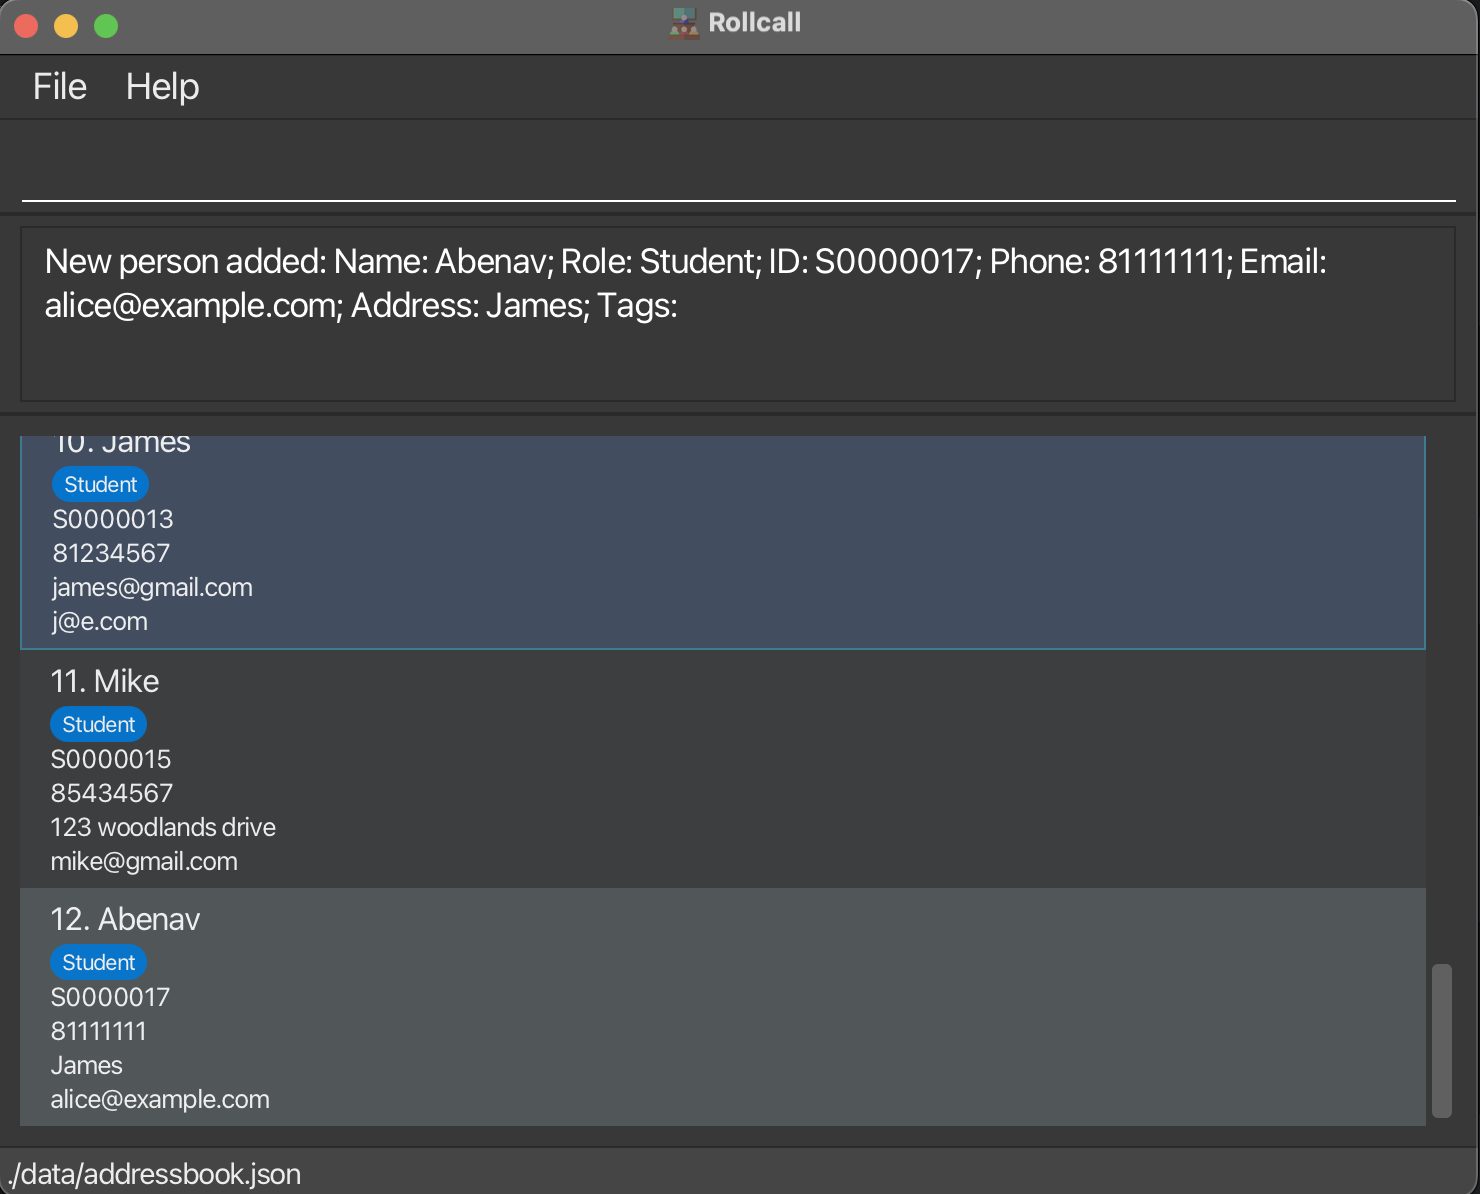 Rollcall
File Help
New person added: Name: Abenav; Role: Student; ID: S0000017; Phone: 81111111; Email:
alice@example.com; Address: James; Tags:
10. James
Student
S0000013
81234567
james@gmail.com
j@e.com
11. Mike
Student
S0000015
85434567
123 woodlands drive
mike@gmail.com
12. Abenav
Student
S0000017
81111111
James
alice@example.com
./data/addressbook.json